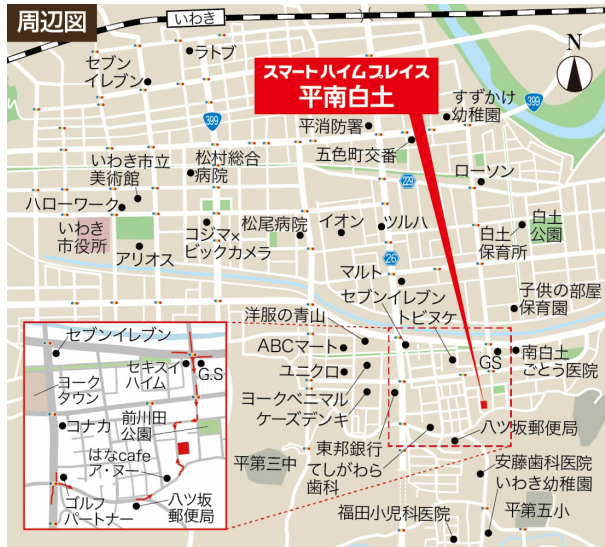 周辺図
いわき
N
セブン
イレブン
ラトブ
スマートハイムプレイス
平南白土
399
399
すずかけ
幼稚園
平消防署
五色町交番
いわき市立
美術館
松村総合
病院
229
ローソン
ハローワーク
いわき
市役所
アリオス
コジマ×
ビックカメラ
松尾病院
イオン
ツルハ
26
白土
保育所
白土
公園
マルト
セブンイレブン
トビヌケ
子供の部屋
保育園
洋服の青山
ABCマート
ユニクロ
ヨークベニマル
ケーズデンキ
GS
南白土
ごとう医院
東邦銀行
てしがわら
歯科
八ツ坂郵便局
平第三中
安藤歯科医院
いわき幼稚園
平第五小
福田小児科医院
セブンイレブン
セキスイ
ハイム
G.S
ヨーク
タウン
コナカ
前川田
公園
はなcafe
ア・ヌー
ゴルフ
パートナー
八ツ坂
郵便局